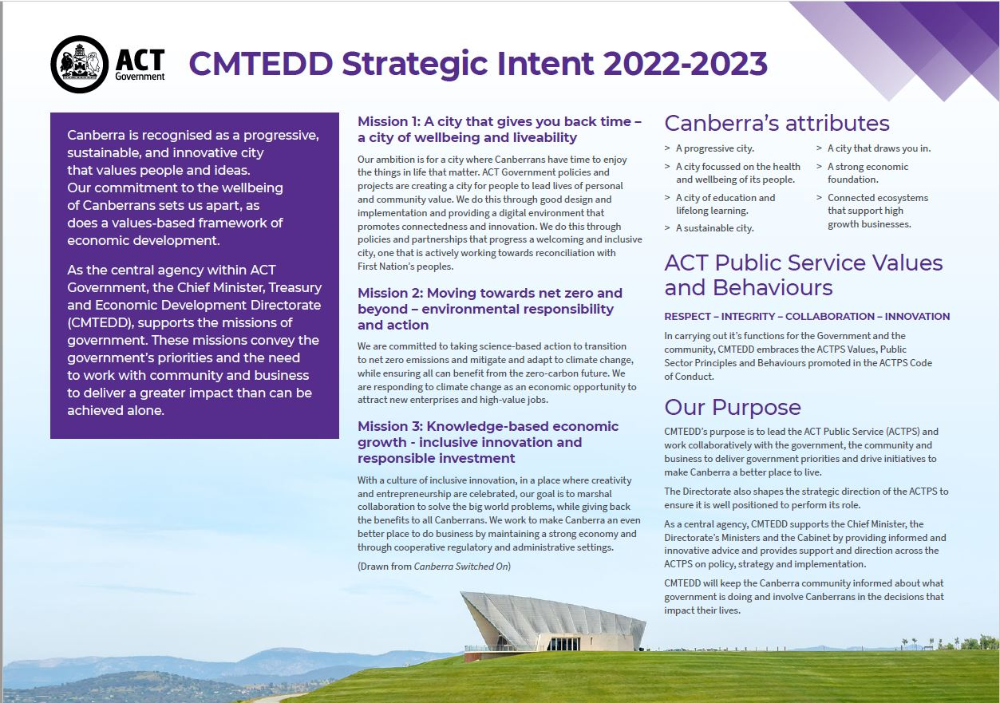 ACT
Government
CMTEDD Strategic Intent 2022-2023
Canberra is recognised as a progressive,
sustainable, and innovative city
that values people and ideas.
Our commitment to the wellbeing
of Canberrans sets us apart, as
does a values-based framework of
economic development.
As the central agency within ACT
Government, the Chief Minister, Treasury
and Economic Development Directorate
(CMTEDD), supports the missions of
government. These missions convey the
government's priorities and the need
to work with community and business
to deliver a greater impact than can be
achieved alone.
Mission 1: A city that gives you back time –
a city of wellbeing and liveability
Our ambition is for a city where Canberrans have time to enjoy
the things in life that matter. ACT Government policies and
projects are creating a city for people to lead lives of personal
and community value. We do this through good design and
implementation and providing a digital environment that
promotes connectedness and innovation. We do this through
policies and partnerships that progress a welcoming and inclusive
city, one that is actively working towards reconciliation with
First Nation's peoples.
Mission 2: Moving towards net zero and
beyond – environmental responsibility
and action
We are committed to taking science-based action to transition
to net zero emissions and mitigate and adapt to climate change,
while ensuring all can benefit from the zero-carbon future. We
are responding to climate change as an economic opportunity to
attract new enterprises and high-value jobs.
Mission 3: Knowledge-based economic
growth - inclusive innovation and
responsible investment
With a culture of inclusive innovation, in a place where creativity
and entrepreneurship are celebrated, our goal is to marshal
collaboration to solve the big world problems, while giving back
the benefits to all Canberrans. We work to make Canberra an even
better place to do business by maintaining a strong economy and
through cooperative regulatory and administrative settings.
(Drawn from Canberra Switched On)
Canberra's attributes
> A progressive city.
> A city focussed on the health
and wellbeing of its people.
> A city of education and
lifelong learning.
> A sustainable city.
> A city that draws you in.
> A strong economic
foundation.
> Connected ecosystems
that support high
growth businesses.
ACT Public Service Values
and Behaviours
RESPECT – INTEGRITY – COLLABORATION – INNOVATION
In carrying out it's functions for the Government and the
community, CMTEDD embraces the ACTPS Values, Public
Sector Principles and Behaviours promoted in the ACTPS Code
of Conduct.
Our Purpose
CMTEDD's purpose is to lead the ACT Public Service (ACTPS) and
work collaboratively with the government, the community and
business to deliver government priorities and drive initiatives to
make Canberra a better place to live.
The Directorate also shapes the strategic direction of the ACTPS to
ensure it is well positioned to perform its role.
As a central agency, CMTEDD supports the Chief Minister, the
Directorate's Ministers and the Cabinet by providing informed and
innovative advice and provides support and direction across the
ACTPS on policy, strategy and implementation.
CMTEDD will keep the Canberra community informed about what
government is doing and involve Canberrans in the decisions that
impact their lives.